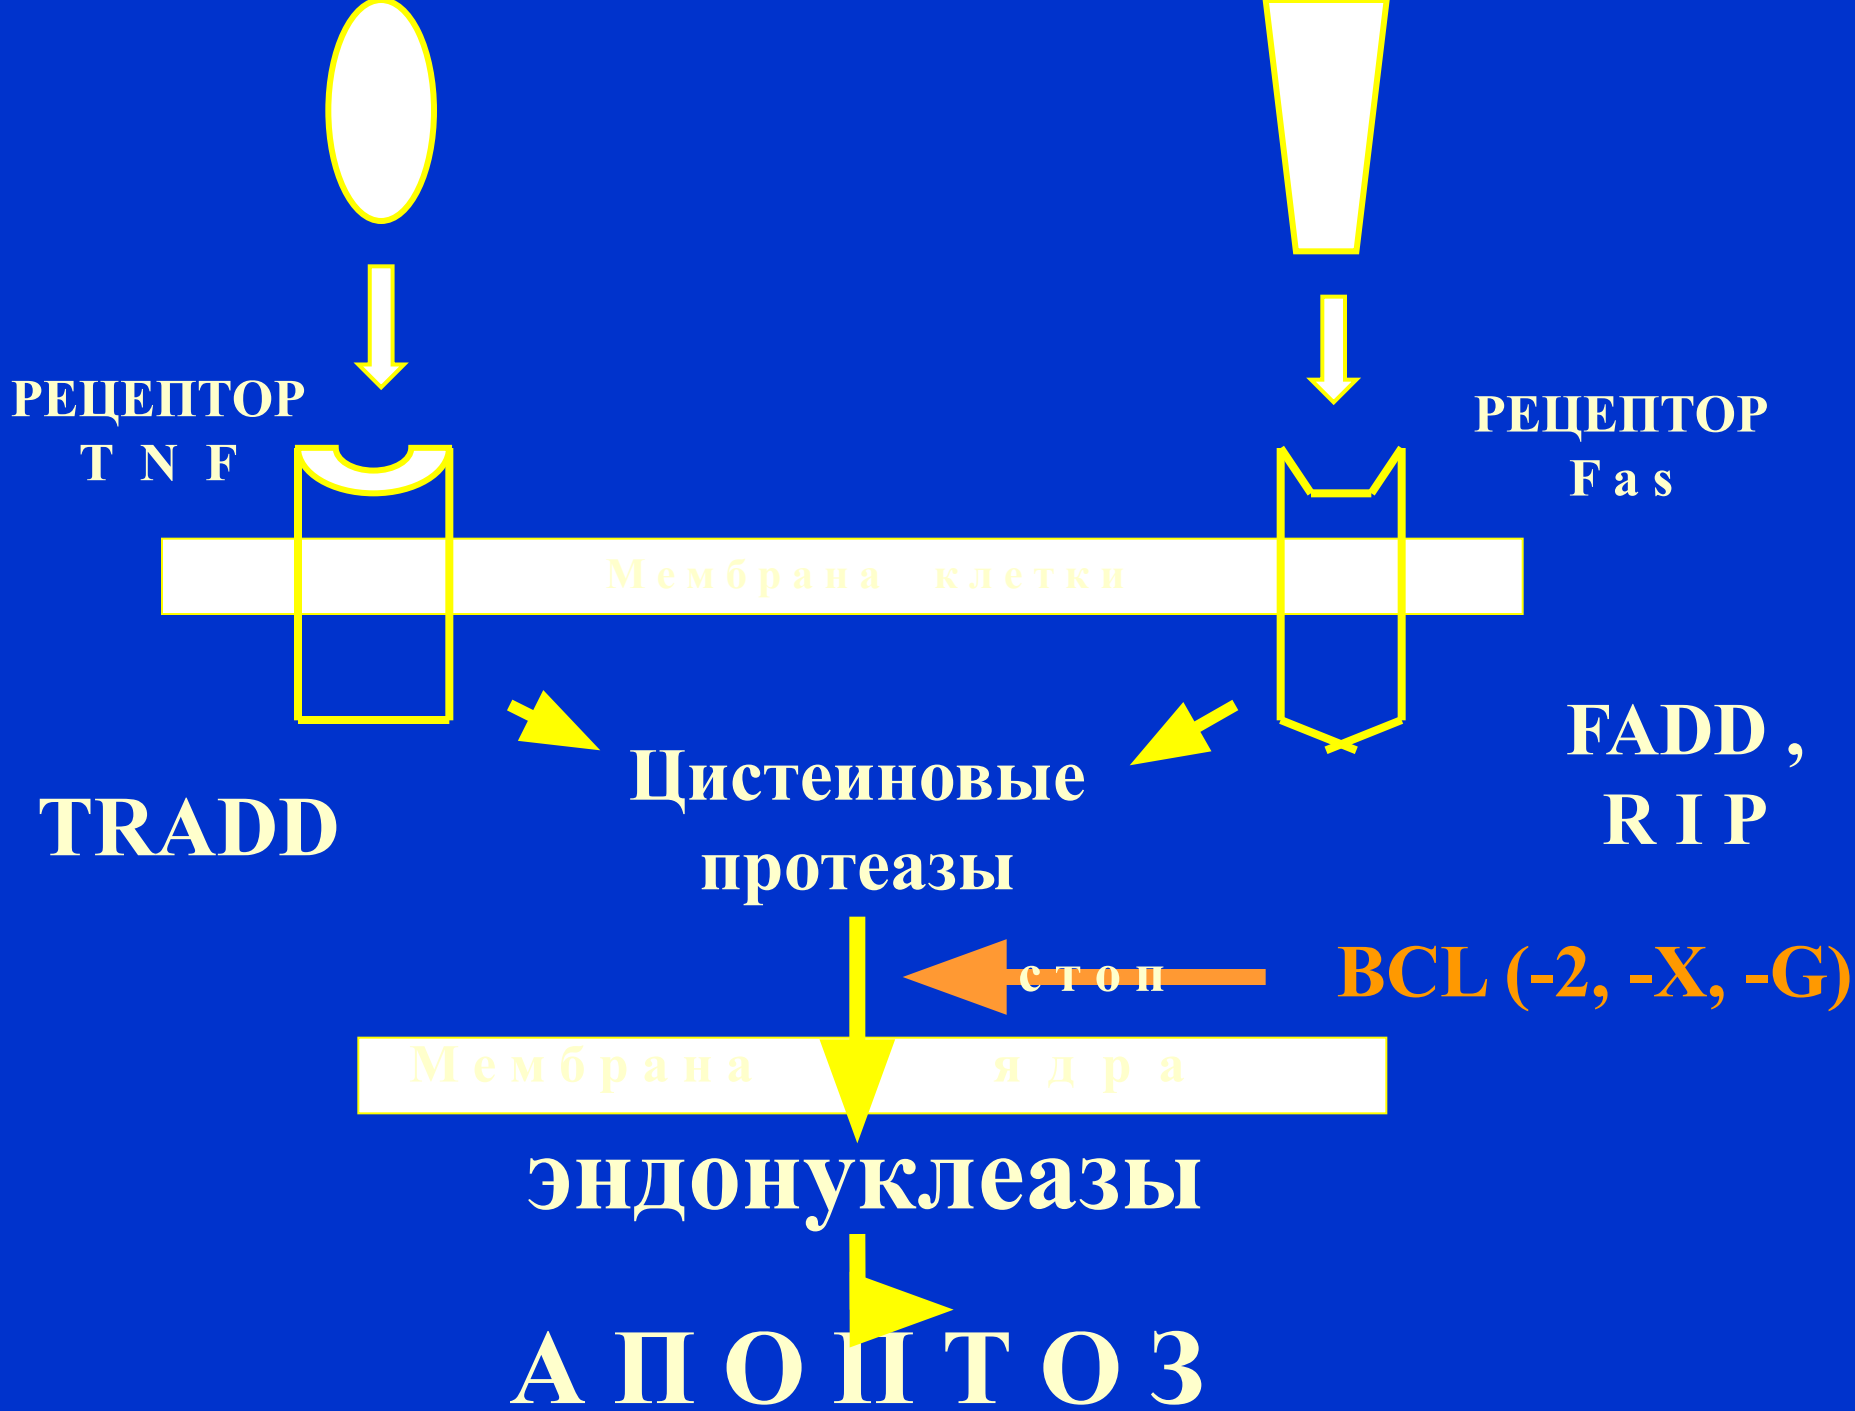 РЕЦЕПТОР
T N F
РЕЦЕПТОР
F a s
М е м б р а н а к л е т к и
FADD ,
R I P
Цистеиновые
протеазы
TRADD
с т о п
BCL (-2, -X, -G)
М е м б р а н а я д р а
эндонуклеазы
А П О П Т О З